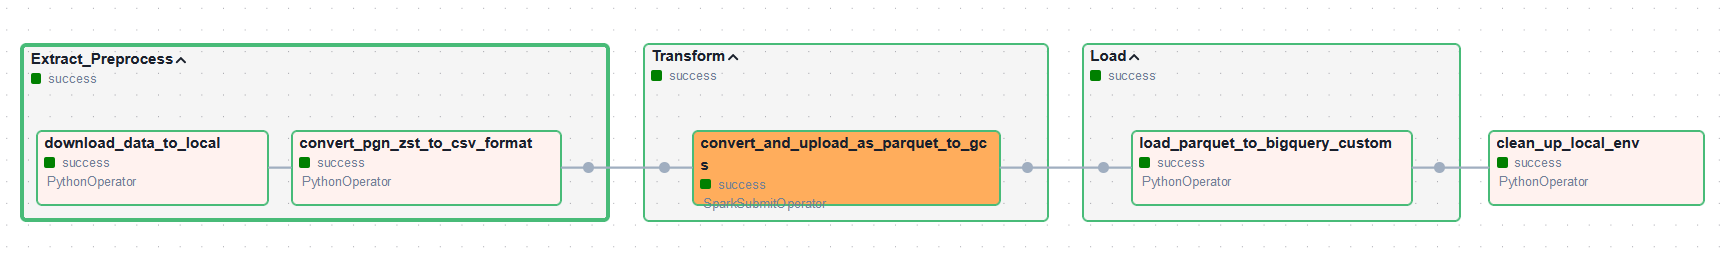 Extract_Preprocess
success
download_data_to_local
success
PythonOperator
convert_pgn_zst_to_csv_format
success
PythonOperator
Transform
success
convert_and_upload_as_parquet_to_gc
s
success
SparkSubmitOperator
Load
success
load_parquet_to_bigquery_custom
success
PythonOperator
clean_up_local_env
success
PythonOperator